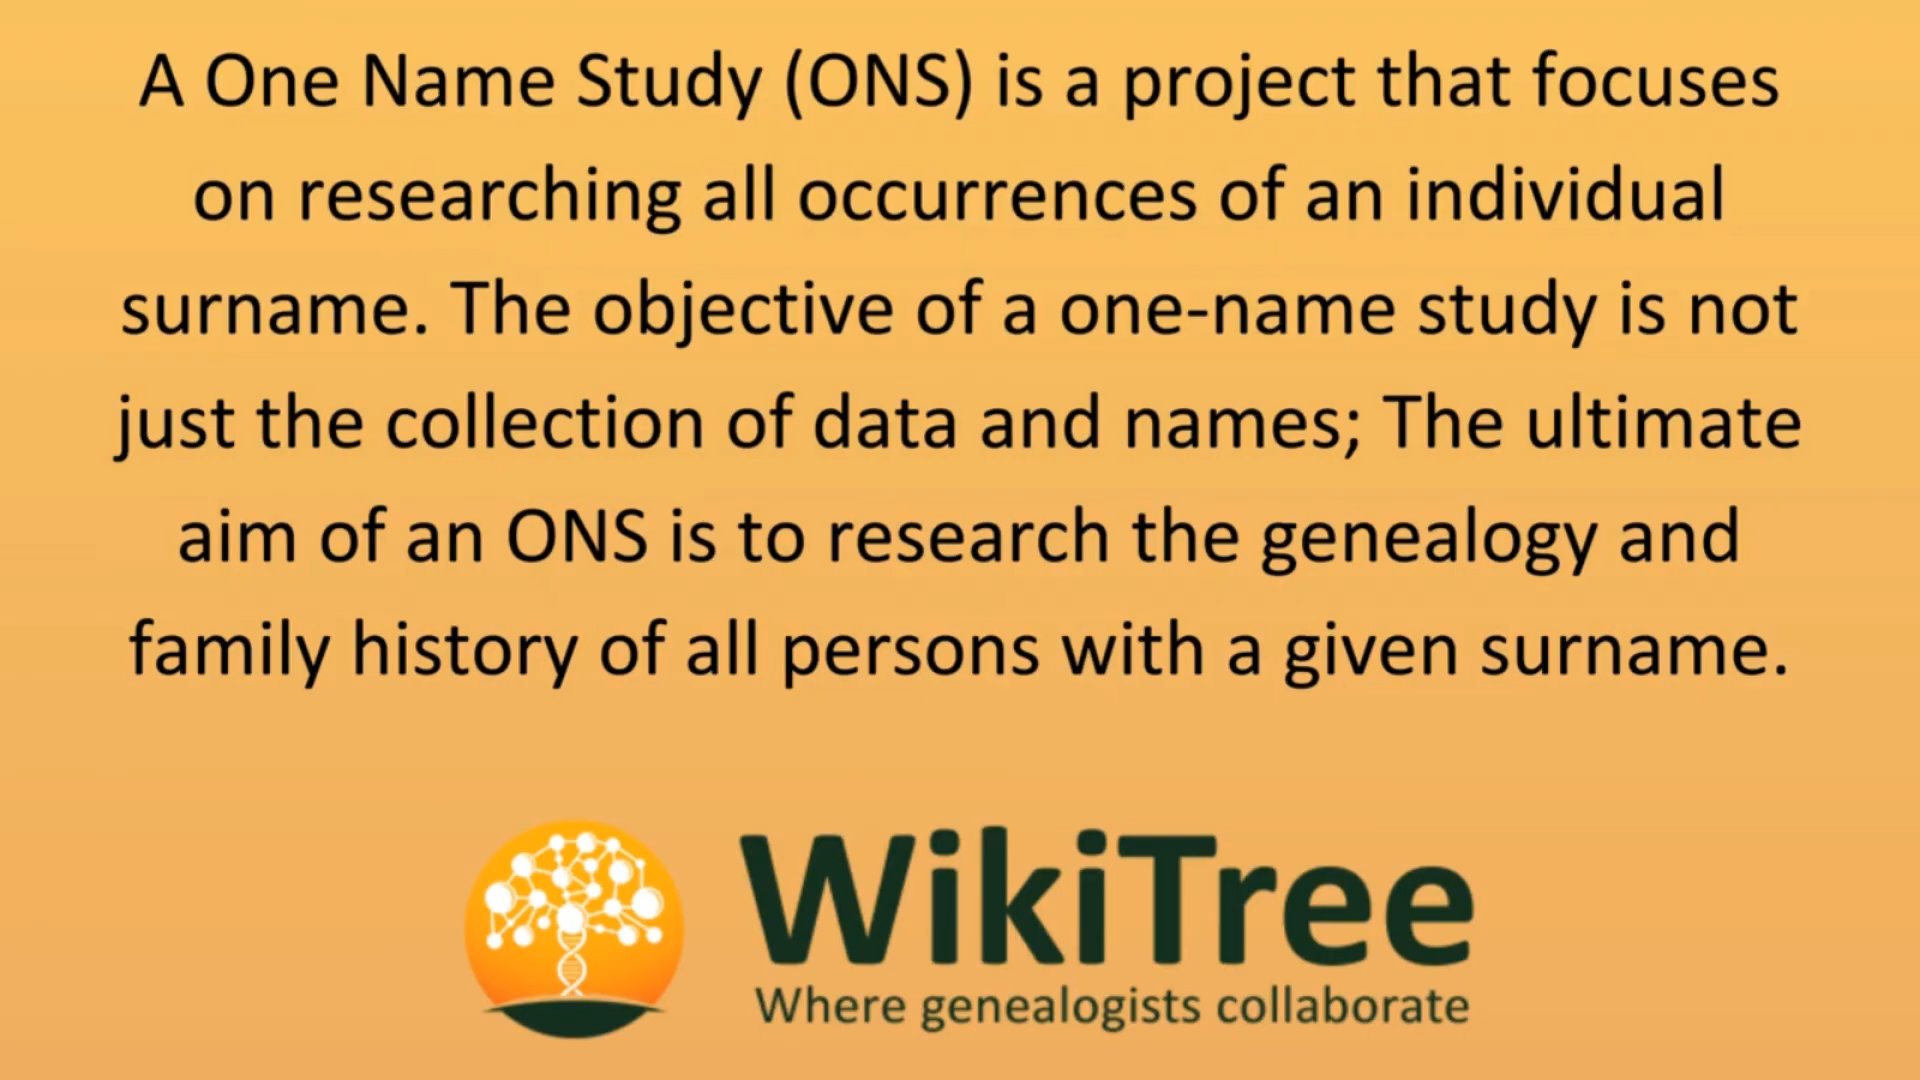 A One Name Study (ONS) is a project that focuses
on researching all occurrences of an individual
surname. The objective of a one-name study is not
just the collection of data and names; The ultimate
aim of an ONS is to research the genealogy and
family history of all persons with a given surname.
WikiTree
Where genealogists collaborate